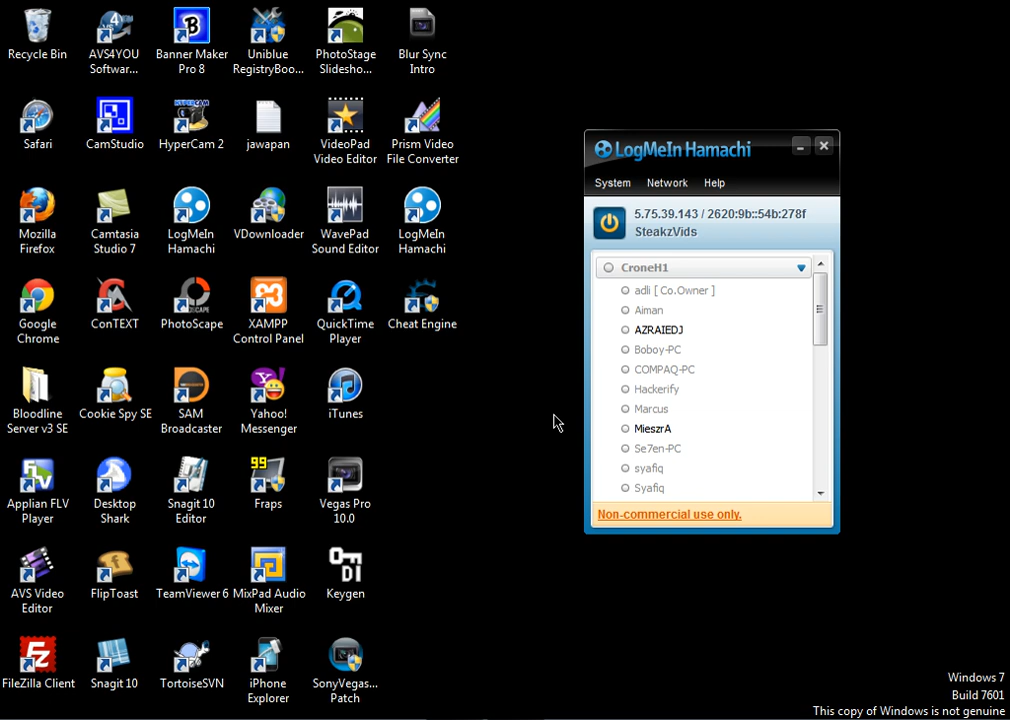 Recycle Bin
AVS4YOU
Softwar...
Banner Maker
Pro 8
Uniblue
RegistryBoo...
PhotoStage
Slidesho...
Blur Sync
Intro
Safari
CamStudio
HyperCam 2
jawapan
VideoPad
Video Editor
Prism Video
File Converter
Mozilla
Firefox
Camtasia
Studio 7
LogMeIn
Hamachi
VDownloader
WavePad
Sound Editor
LogMeIn
Hamachi
Google
Chrome
ConTEXT
PhotoScape
XAMPP
Control Panel
QuickTime
Player
Cheat Engine
Bloodline
Server v3 SE
Cookie Spy SE
SAM
Broadcaster
Yahoo!
Messenger
iTunes
Applian FLV
Player
Desktop
Shark
Snagit 10
Editor
99
Fraps
Vegas Pro
10.0
AVS Video
Editor
FlipToast
TeamViewer 6
MixPad Audio
Mixer
Keygen
FileZilla Client
Snagit 10
TortoiseSVN
iPhone
Explorer
SonyVegas...
Patch
LogMeIn Hamachi
System Network Help
5.75.39.143 / 2620:9b::54b:278f
SteakzVids
CroneH1
adli [ Co.Owner ]
Aiman
AZRAIEDJ
Boboy-PC
COMPAQ-PC
Hackerify
Marcus
MieszrA
Se7en-PC
syafiq
Syafiq
Non-commercial use only.
Windows 7
Build 7601
This copy of Windows is not genuine